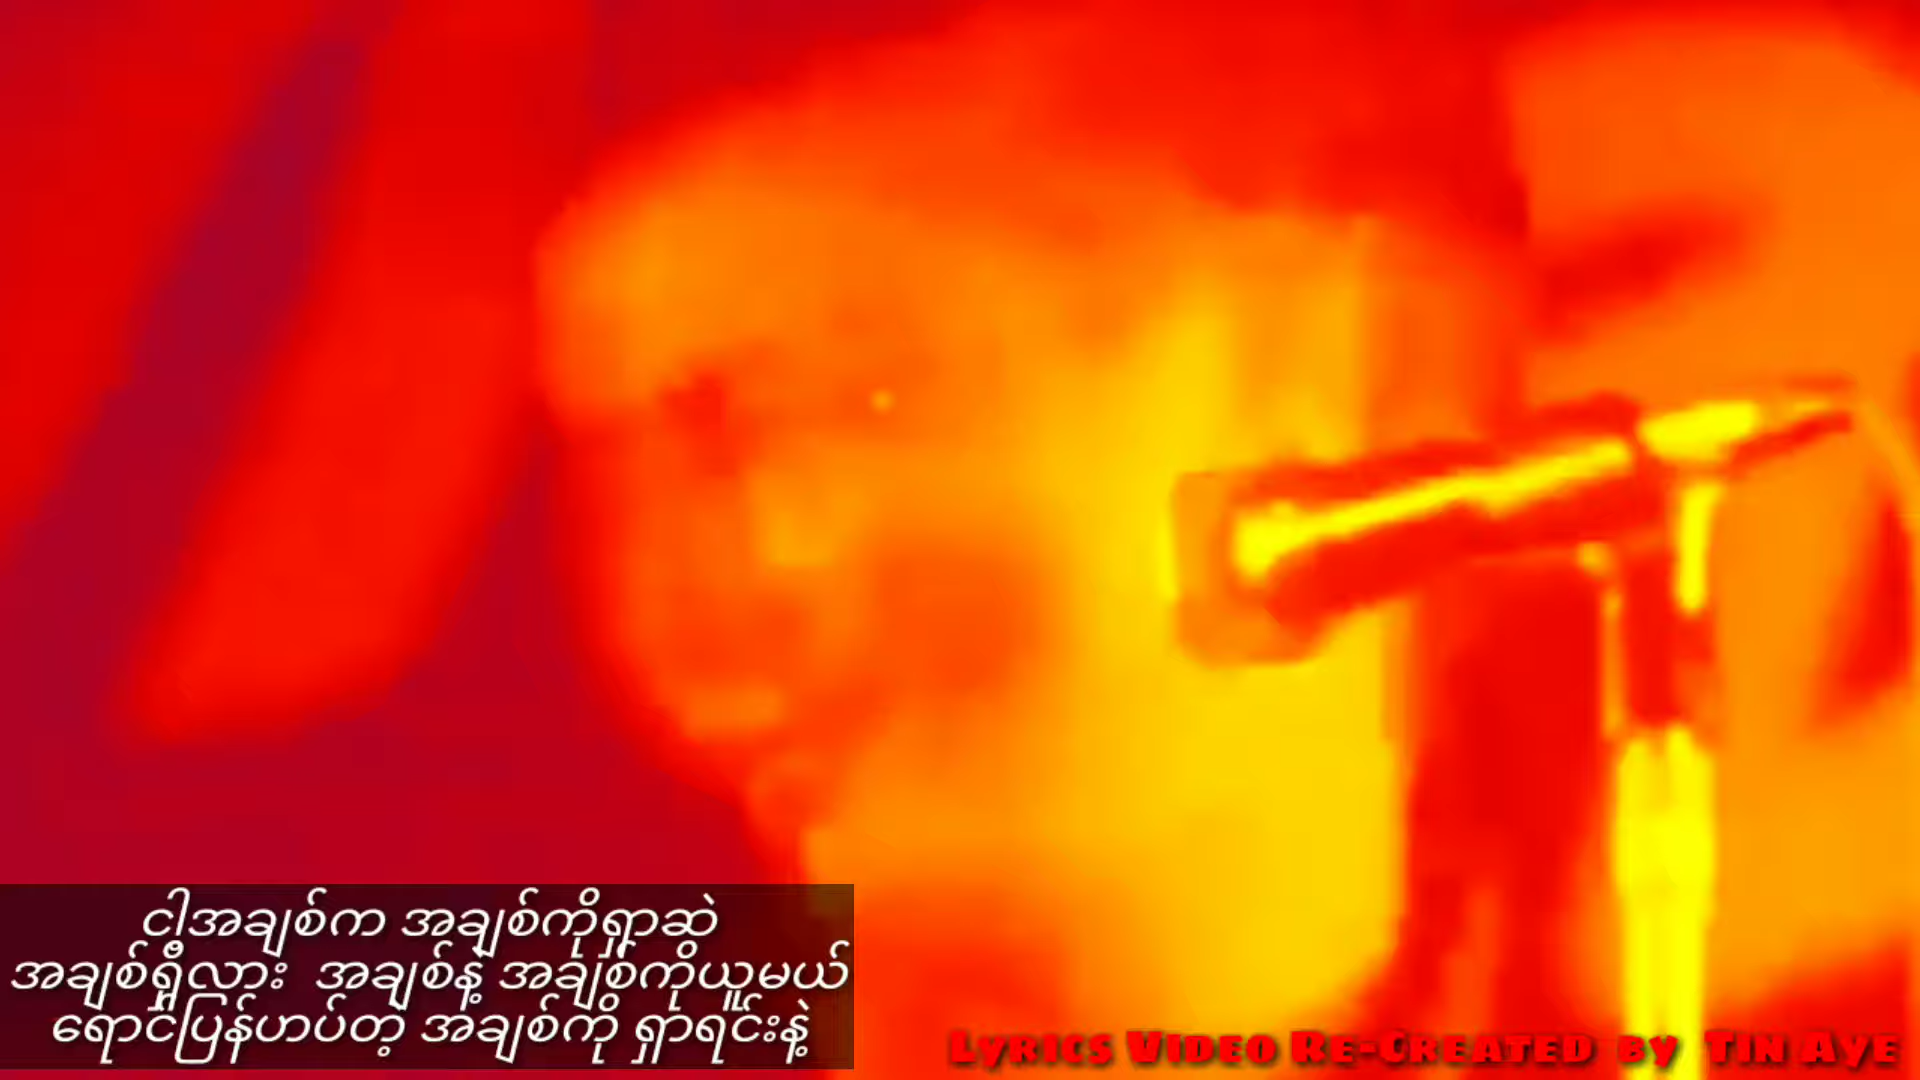 ငါ့အချစ်က အချစ်ကိုရှာဆဲ
အချစ်ရှိလား အချစ်နဲ့ အချစ်ကိုယူမယ်
ရောင်ပြန်ဟပ်တဲ့ အချစ်ကို ရှာရင်းနဲ့
Lyrics Video Re-Created by Tin Aye